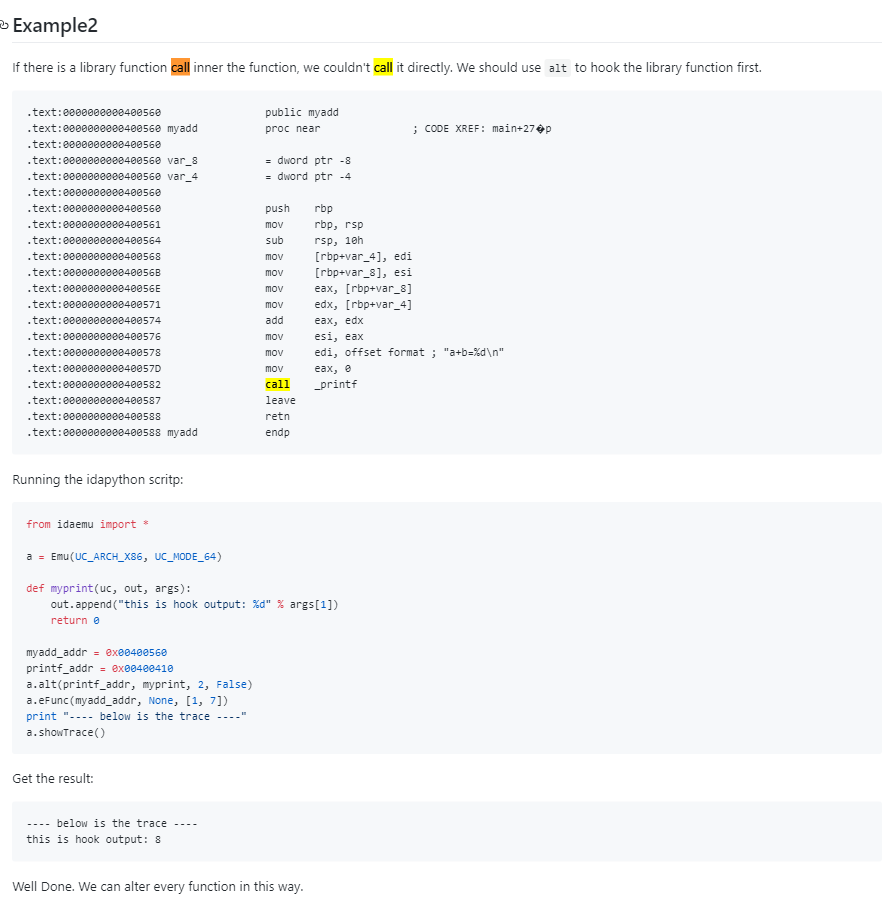 Example2
If there is a library function call inner the function, we couldn't call it directly. We should use alt to hook the library function first.
.text:0000000000400560                 public myadd
.text:0000000000400560 myadd           proc near               ; CODE XREF: main+27�p
.text:0000000000400560
.text:0000000000400560 var_8           = dword ptr -8
.text:0000000000400560 var_4           = dword ptr -4
.text:0000000000400560
.text:0000000000400560                 push    rbp
.text:0000000000400561                 mov     rbp, rsp
.text:0000000000400564                 sub     rsp, 10h
.text:0000000000400568                 mov     [rbp+var_4], edi
.text:000000000040056B                 mov     [rbp+var_8], esi
.text:000000000040056E                 mov     eax, [rbp+var_8]
.text:0000000000400571                 mov     edx, [rbp+var_4]
.text:0000000000400574                 add     eax, edx
.text:0000000000400576                 mov     esi, eax
.text:0000000000400578                 mov     edi, offset format ; "a+b=%d\n"
.text:000000000040057D                 mov     eax, 0
.text:0000000000400582                 call    _printf
.text:0000000000400587                 leave
.text:0000000000400588                 retn
.text:0000000000400588 myadd           endp
Running the idapython scritp:
from idaemu import *
a = Emu(UC_ARCH_X86, UC_MODE_64)
def myprint(uc, out, args):
    out.append("this is hook output: %d" % args[1])
    return 0
myadd_addr = 0x00400560
printf_addr = 0x00400410
a.alt(printf_addr, myprint, 2, False)
a.eFunc(myadd_addr, None, [1, 7])
print "---- below is the trace ----"
a.showTrace()
Get the result:
---- below is the trace ----
this is hook output: 8
Well Done. We can alter every function in this way.